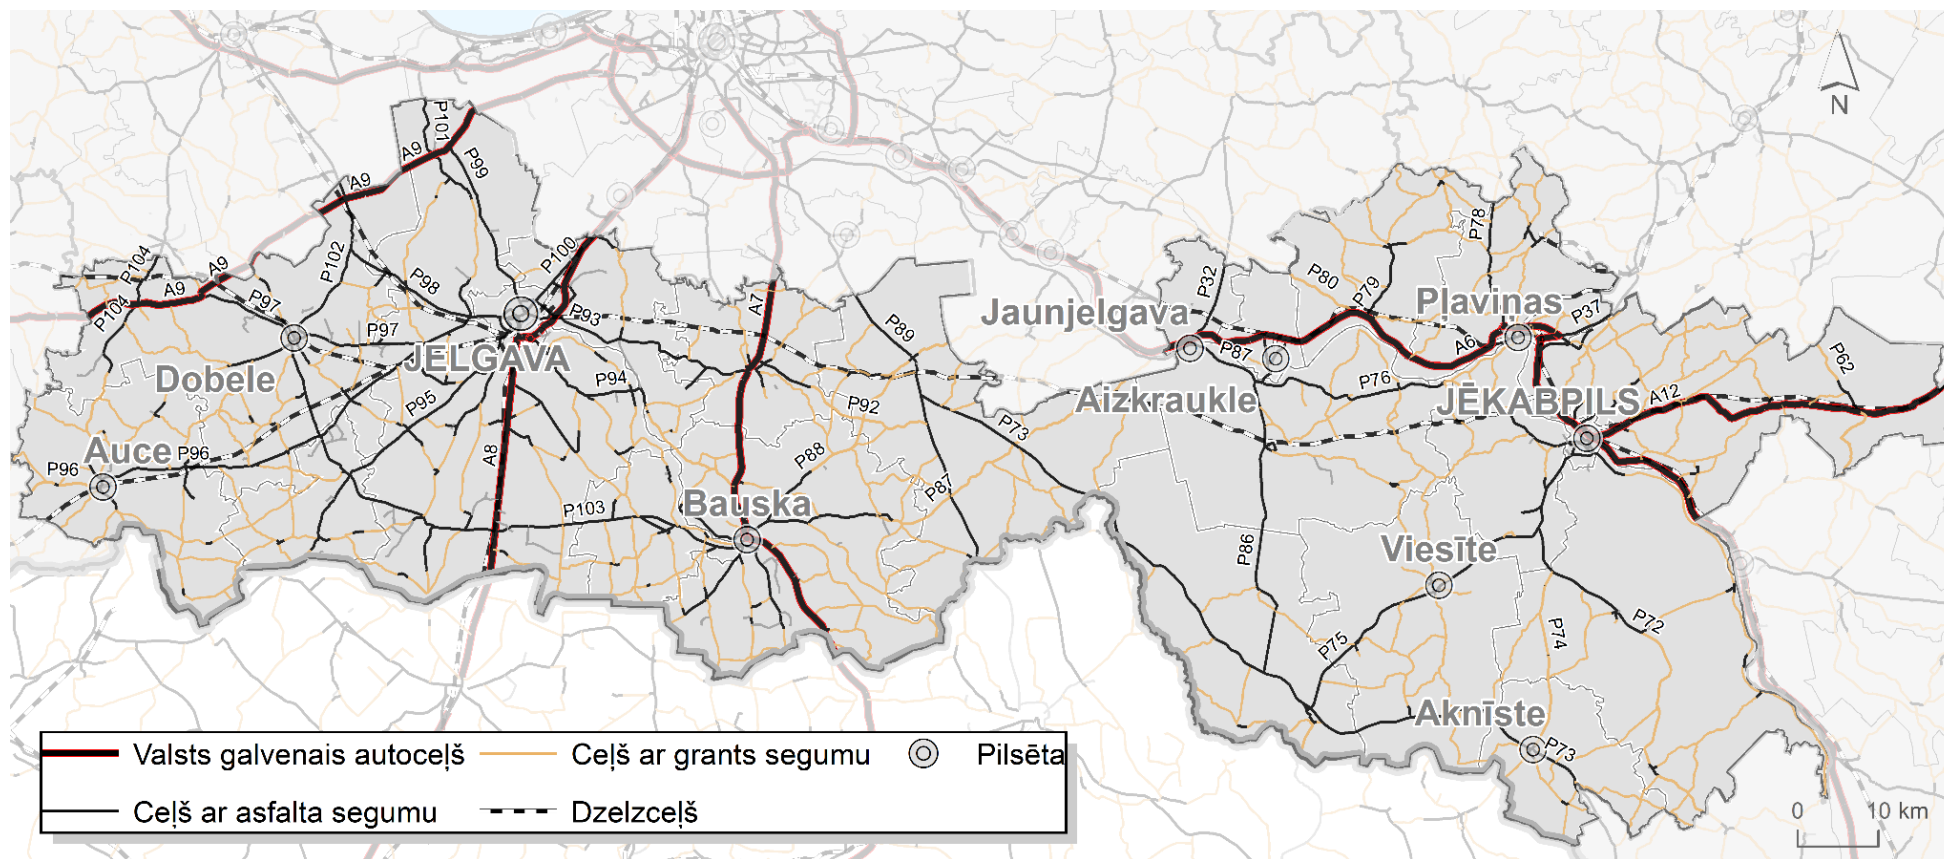 N
P101
A9
P99
A9
P100
P104
A9
P102
P32
P78
A9
P98
P80
P79
P104
P97
A7
P93
Pļaviņas
Jaunjelgava
P37
P89
P97
JELGAVA
P87
A6
P62
Dobele
P94
P76
P95
P92
Aizkraukle
JĒKABPILS
A12
P73
Auce
P96
P96
A8
P88
P87
Bauska
P103
P86
Viesīte
P75
P74
P72
Aknīste
P73
Valsts galvenais autoceļš
Ceļš ar grants segumu
Pilsēta
Ceļš ar asfalta segumu
Dzelzceļš
0 10 km